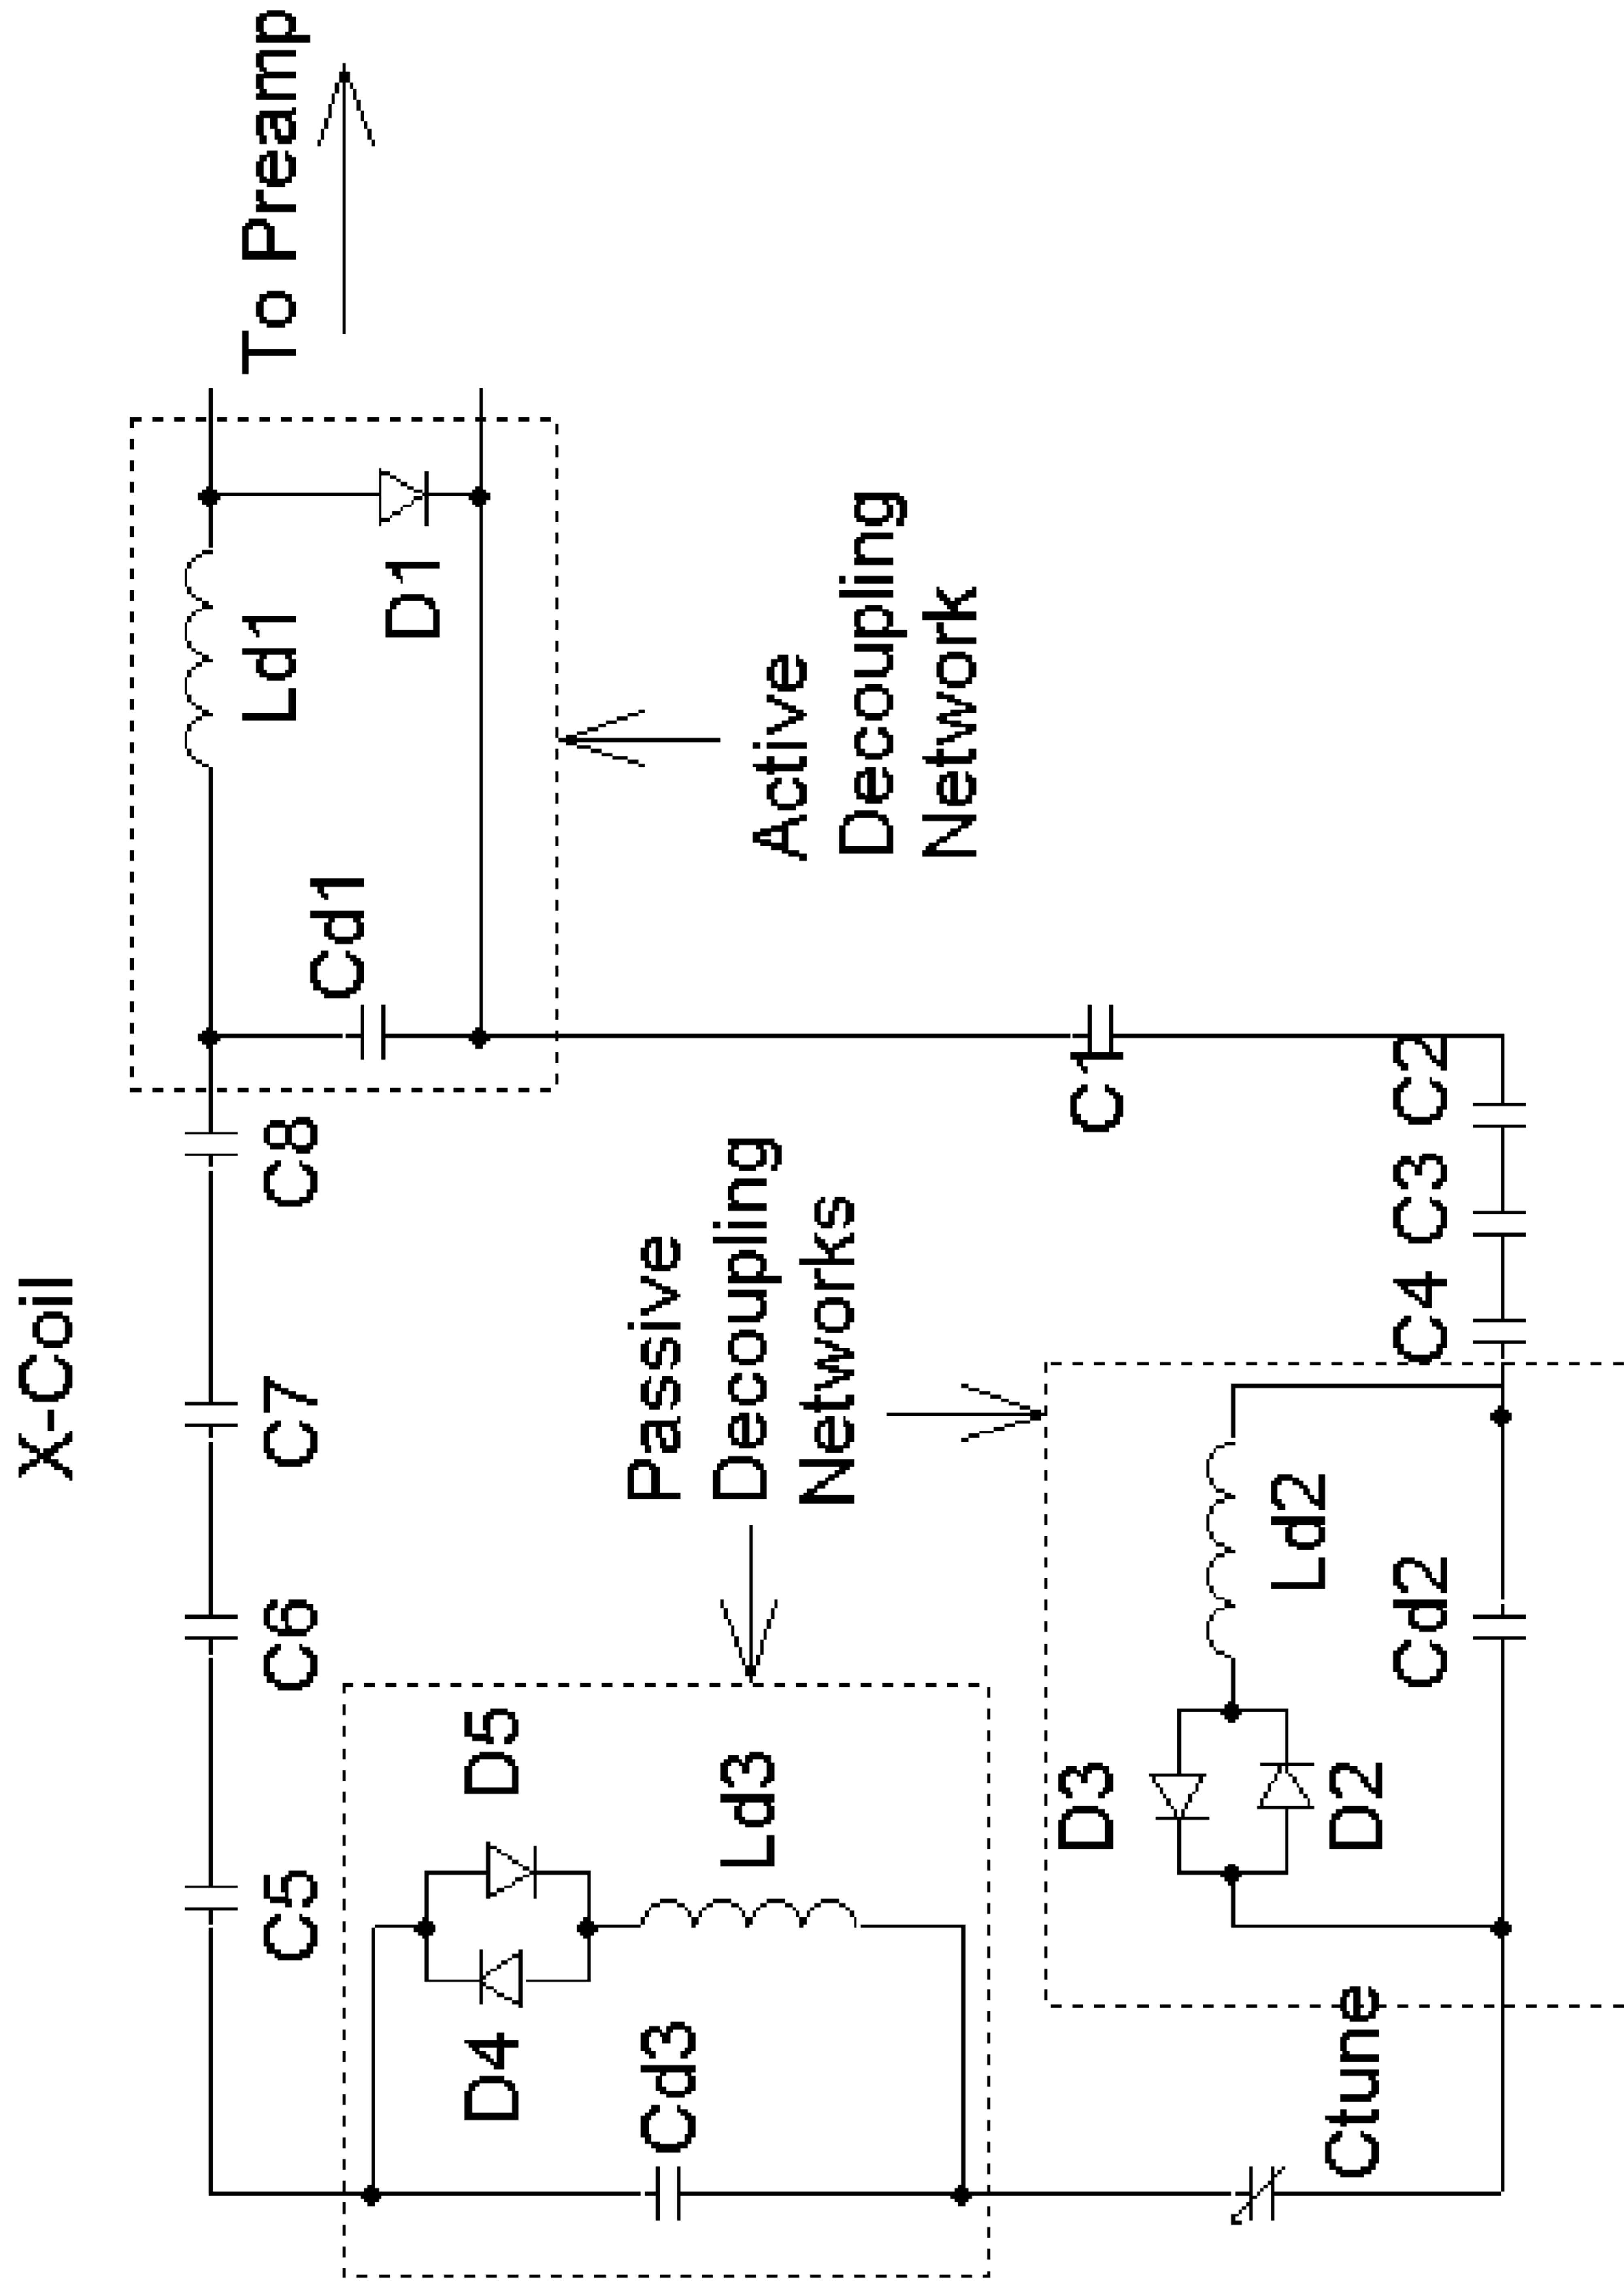 X-Coil
To Preamp
C5
C6
C7
C8
Cd1
Ld1
D1
Active
Decoupling
Network
Passive
Decoupling
Networks
D4
D5
Cd3
Ld3
C1
D3
D2
Ld2
Ctune
Cd2
C4
C3
C2